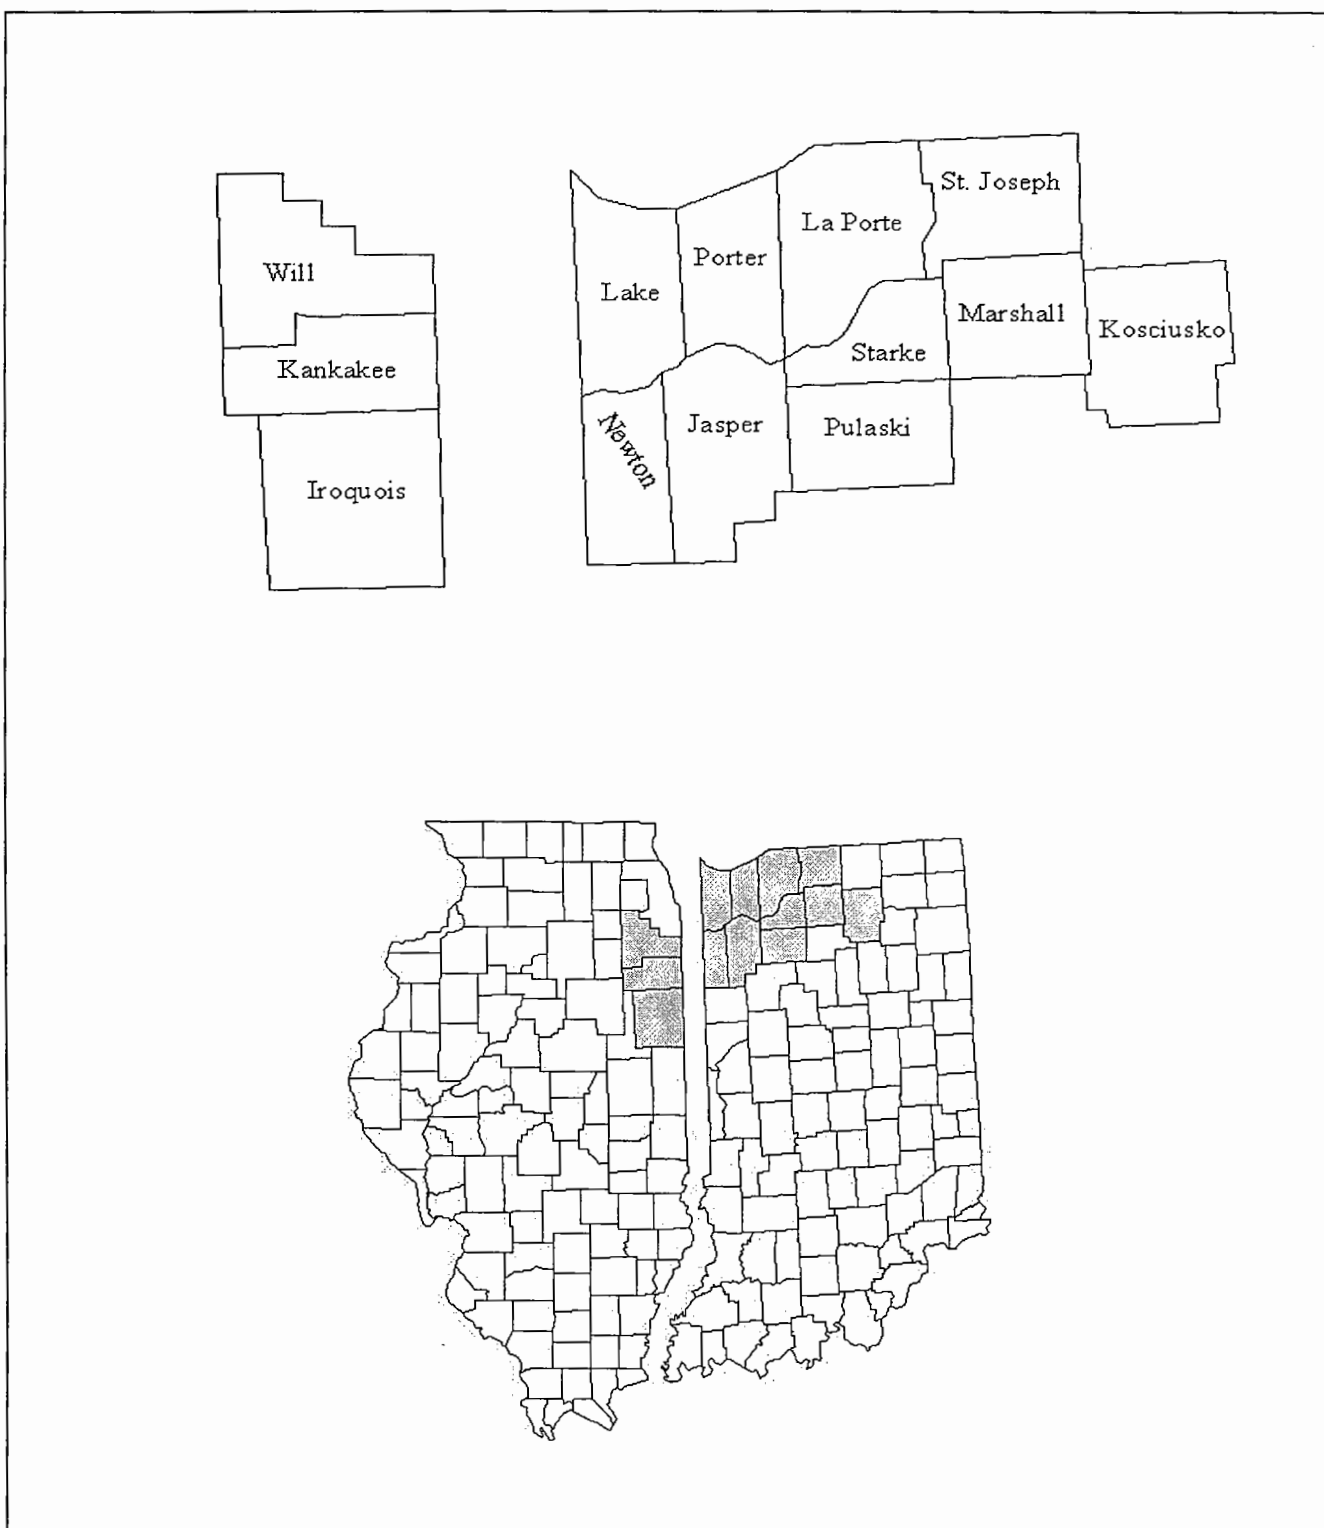 Will
Kankakee
Iroquois
Lake
Porter
La Porte
St. Joseph
Marshall
Kosciusko
Starke
Newton
Jasper
Pulaski